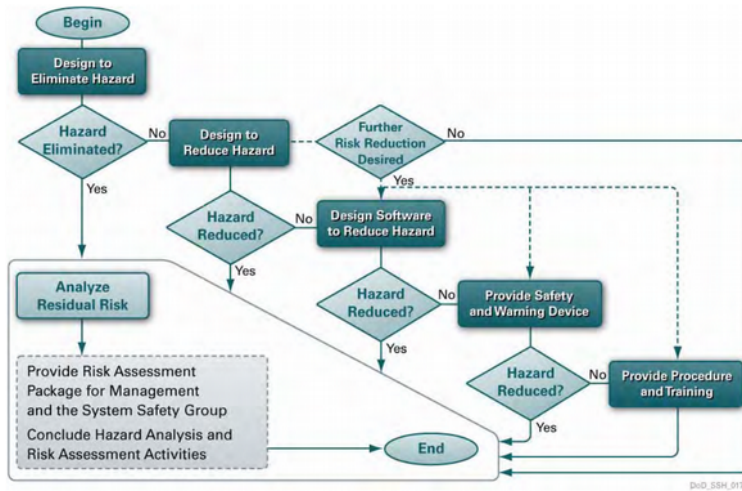 Begin
Design to
Eliminate Hazard
Hazard
Eliminated?
No
Design to
Reduce Hazard
Further
Risk Reduction
Desired
No
Yes
Yes
Hazard
Reduced?
No
Design Software
to Reduce Hazard
Yes
Analyze
Residual Risk
Hazard
Reduced?
No
Provide Safety
and Warning Device
Yes
Provide Risk Assessment
Package for Management
and the System Safety Group
Conclude Hazard Analysis and
Risk Assessment Activities
Hazard
Reduced?
No
Provide Procedure
and Training
Yes
End
DoD_SSH_017